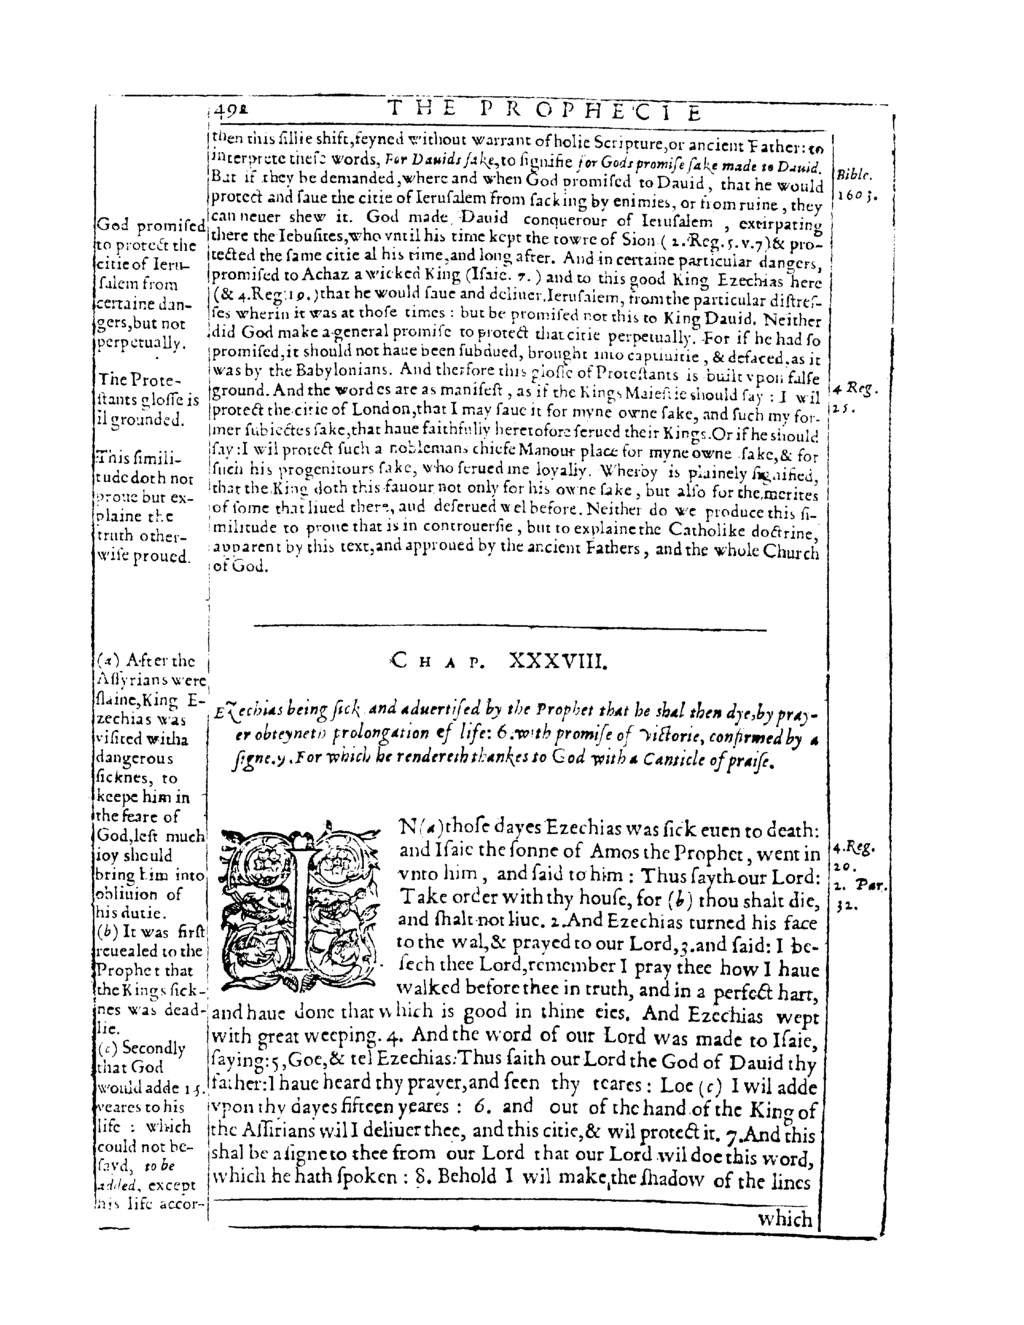 492 THE PROPHECIE
then this sillie shift, feyned without warrant of holie Scripture, or ancient Father: to
interprete these words, For Dauids sake, to signifie for Gods promise sake made to Dauid.
But if they be demanded, where and when God promised to Dauid, that he would
protect and saue the citie of Ierusalem from sacking by enimies, or from ruine, they
can neuer shew it. God made Dauid conquerour of Ierusalem, extirpating
there the Iebusites, who vntil his time kept the towre of Sion (2. Reg. 5. v. 7) & pro-
tected the same citie al his time, and long after. And in certaine particular dangers,
promised to Achaz a wicked King (Isaie. 7.) and to this good King Ezechias here
(& 4. Reg. 19.) that he would saue and deliuer Ierusalem, from the particular distres-
ses wherin it was at those times: but he promised not this to King Dauid. Neither
did God make a general promise to protect that citie perpetually. For if he had so
promised, it should not haue been subdued, brought into captiuitie, & defaced, as it
was by the Babylonians. And therfore this glosse of Protestants is built vpon false
ground. And the wordes are as manifest, as if the Kings Maiestie should say: I wil
protect the citie of London, that I may saue it for myne owne sake, and such my for-
mer subiectes sake, that haue faithfully heretofore serued their Kings. Or if he should
say: I wil protect such a noblemans chiefe Manour place for myne owne sake, & for
such his progenitours sake, who serued me loyally. Wherby is plainely signified,
that the King doth this fauour not only for his owne sake, but also for the merites
of some that liued there, and deserued wel before. Neither do we produce this si-
militude to proue that is in controuersie, but to explaine the Catholike doctrine,
apparent by this text, and approued by the ancient Fathers, and the whole Church
of God.
Bible.
1603.
4 Reg.
25.
God promised
to protect the
citie of Ieru-
salem from
certaine dan-
gers, but not
perpetually.
The Prote-
stants glosse is
il grounded.
This simili-
tude doth not
proue but ex-
plaine the
truth other-
wise proued.
CHAP. XXXVIII.
Ezechias being sick and aduertised by the Prophet that he shal then dye, by pray-
er obteyneth prolongation of life: 6. with promise of victorie, confirmed by a
signe. 9. For which he rendereth thankes to God with a Canticle of praise.
IN (a) those dayes Ezechias was sick euen to death:
and Isaie the sonne of Amos the Prophet, went in
vnto him, and said to him: Thus sayth our Lord:
Take order with thy house, for (b) thou shalt die,
and shalt not liue. 2. And Ezechias turned his face
to the wal, & prayed to our Lord, 3. and said: I be-
sech thee Lord, remember I pray thee how I haue
walked before thee in truth, and in a perfect hart,
and haue done that which is good in thine eies. And Ezechias wept
with great weeping. 4. And the word of our Lord was made to Isaie,
saying: 5, Goe, & tel Ezechias: Thus saith our Lord the God of Dauid thy
father: I haue heard thy prayer, and seen thy teares: Loe (c) I wil adde
vpon thy dayes fifteen yeares: 6. and out of the hand of the King of
the Assirians wil I deliuer thee, and this citie, & wil protect it. 7. And this
shal be a signe to thee from our Lord that our Lord wil doe this word,
which he hath spoken: 8. Behold I wil make the shadow of the lines
which
4. Reg.
20.
2. Par.
32.
(a) After the
Assyrians were
slaine, King E-
zechias was
visited with a
dangerous
sicknes, to
keepe him in
the feare of
God, lest much
ioy should
bring him into
obliuion of
his dutie.
(b) It was first
reuealed to the
Prophet that
the Kings sick-
nes was dead-
lie.
(c) Secondly
that God
would adde 15.
yeares to his
life: which
could not be-
sayd, to be
added, except
his life accor-